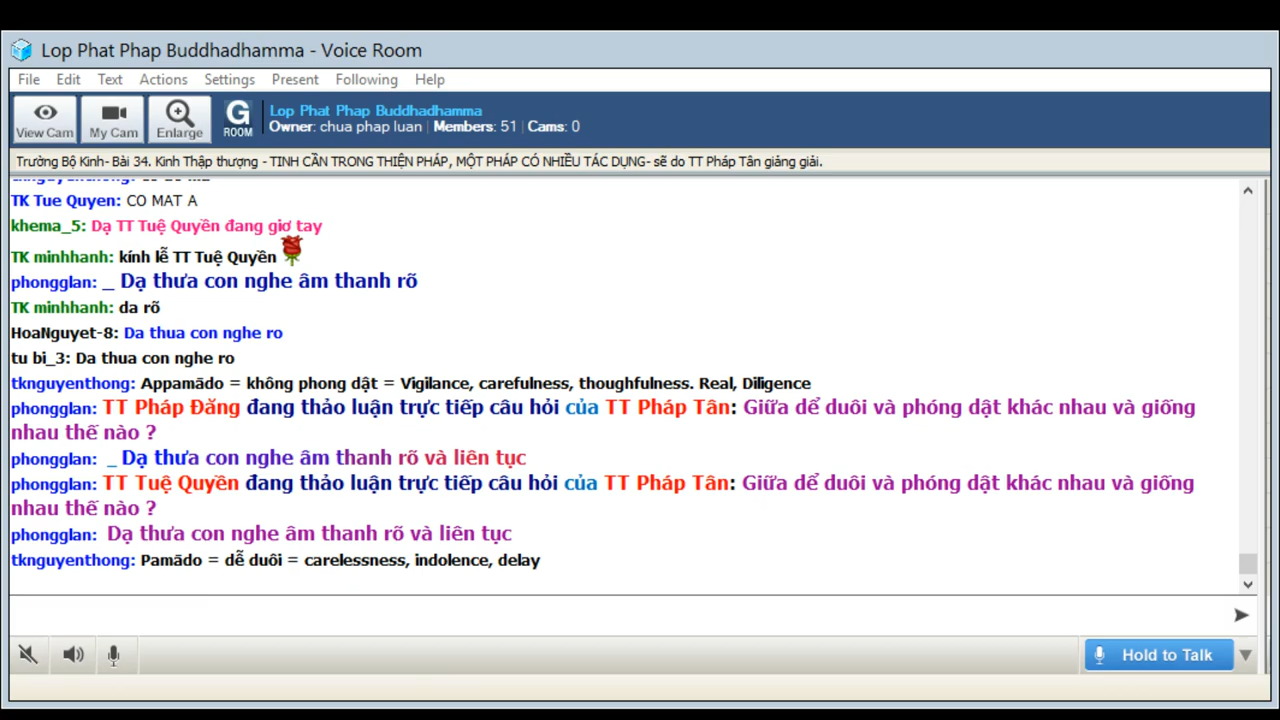 Lop Phat Phap Buddhadhamma - Voice Room
File Edit Text Actions Settings Present Following Help
View Cam My Cam Enlarge G ROOM
Lop Phat Phap Buddhadhamma
Owner: chua phap luan | Members: 51 | Cams: 0
Trường Bộ Kinh- Bài 34. Kinh Thập thượng - TINH CẦN TRONG THIỆN PHÁP, MỘT PHÁP CÓ NHIỀU TÁC DỤNG- sẽ do TT Pháp Tân giảng giải.
tknguyenthong:
TK Tue Quyen: CO MAT A
khema_5: Dạ TT Tuệ Quyền đang giơ tay
TK minhhanh: kính lễ TT Tuệ Quyền
phongglan: _ Dạ thưa con nghe âm thanh rõ
TK minhhanh: da rõ
HoaNguyet-8: Da thua con nghe ro
tu bi_3: Da thua con nghe ro
tknguyenthong: Appamādo = không phong dật = Vigilance, carefulness, thoughfulness. Real, Diligence
phongglan: TT Pháp Đăng đang thảo luận trực tiếp câu hỏi của TT Pháp Tân: Giữa dể duôi và phóng dật khác nhau và giống
nhau thế nào ?
phongglan: _ Dạ thưa con nghe âm thanh rõ và liên tục
phongglan: TT Tuệ Quyền đang thảo luận trực tiếp câu hỏi của TT Pháp Tân: Giữa dể duôi và phóng dật khác nhau và giống
nhau thế nào ?
phongglan: Dạ thưa con nghe âm thanh rõ và liên tục
tknguyenthong: Pamādo = dễ duôi = carelessness, indolence, delay
Hold to Talk